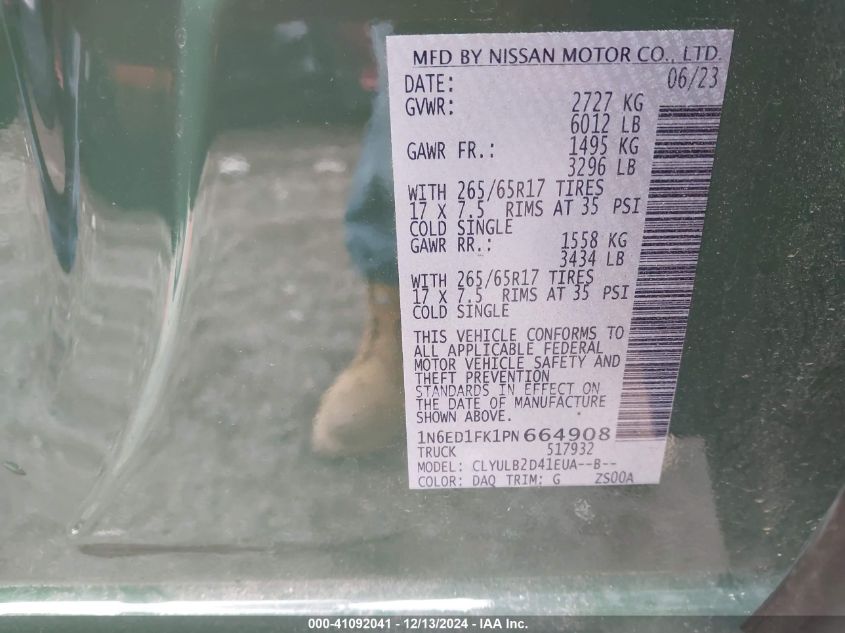 MFD BY NISSAN MOTOR CO., LTD.
DATE: 06/23
GVWR: 2727 KG
6012 LB
GAWR FR.: 1495 KG
3296 LB
WITH 265/65R17 TIRES
17 X 7.5 RIMS AT 35 PSI
COLD SINGLE
GAWR RR.: 1558 KG
3434 LB
WITH 265/65R17 TIRES
17 X 7.5 RIMS AT 35 PSI
COLD SINGLE
THIS VEHICLE CONFORMS TO
ALL APPLICABLE FEDERAL
MOTOR VEHICLE SAFETY AND
THEFT PREVENTION
STANDARDS IN EFFECT ON
THE DATE OF MANUFACTURE
SHOWN ABOVE.
1N6ED1FK1PN664908
TRUCK 517932
MODEL: CLYULB2D41EUA--B--
COLOR: DAQ TRIM: G ZS00A
000-41092041 - 12/13/2024 - IAA Inc.